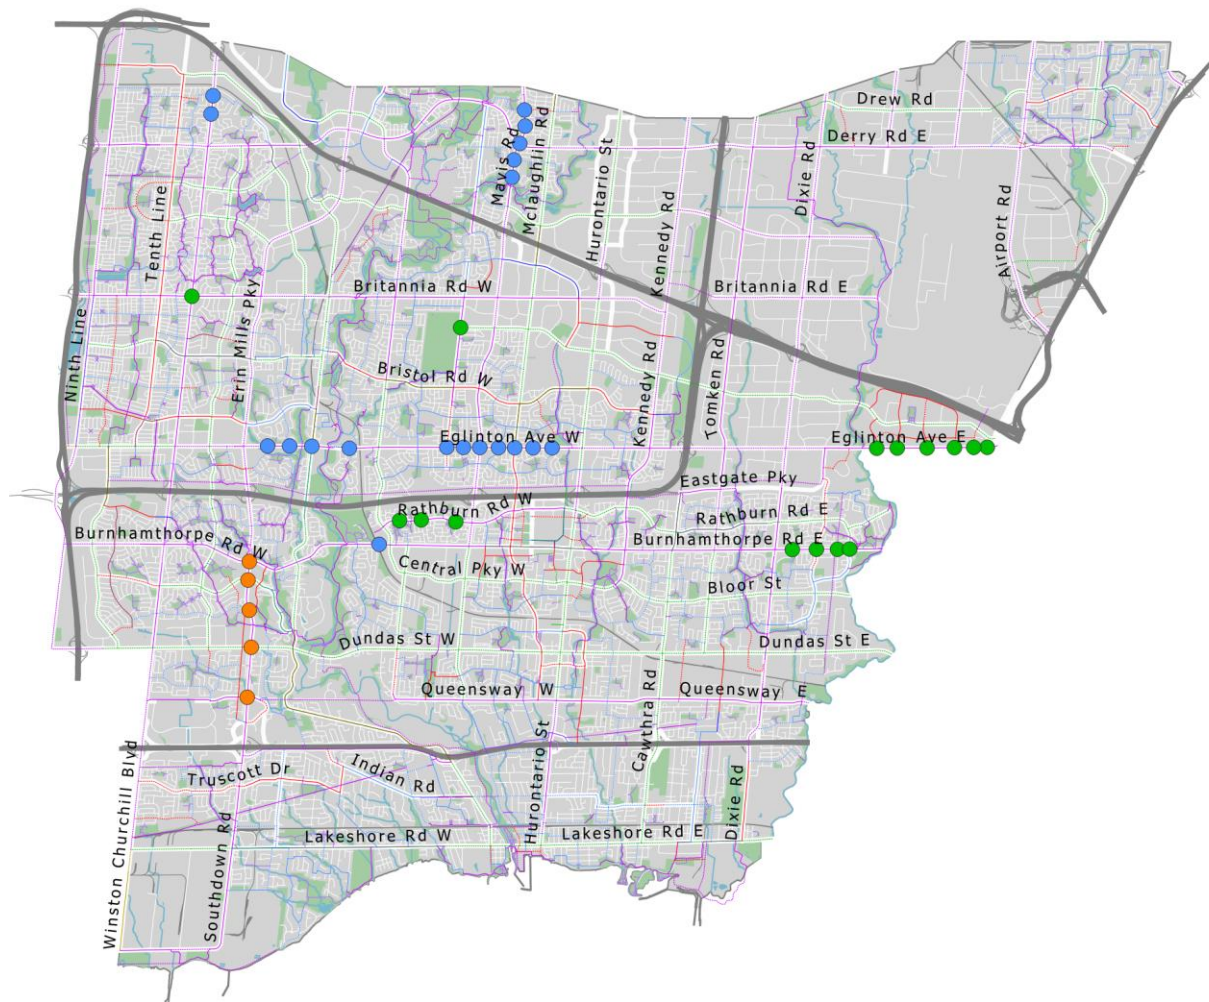 Drew Rd
Derry Rd E
Mavis Rd
Mclaughlin Rd
Hurontario St
Dixie Rd
Tenth Line
Kennedy Rd
Airport Rd
Britannia Rd W
Britannia Rd E
Erin Mills Pky
Ninth Line
Bristol Rd W
Kennedy Rd
Tomken Rd
Eglinton Ave W
Eglinton Ave E
Eastgate Pky
Rathburn Rd W
Rathburn Rd E
Burnhamthorpe Rd W
Burnhamthorpe Rd E
Central Pky W
Bloor St
Dundas St W
Dundas St E
Queensway W
Queensway E
Cawthra Rd
Hurontario St
Winston Churchill Blvd
Truscott Dr
Indian Rd
Dixie Rd
Southdown Rd
Lakeshore Rd W
Lakeshore Rd E